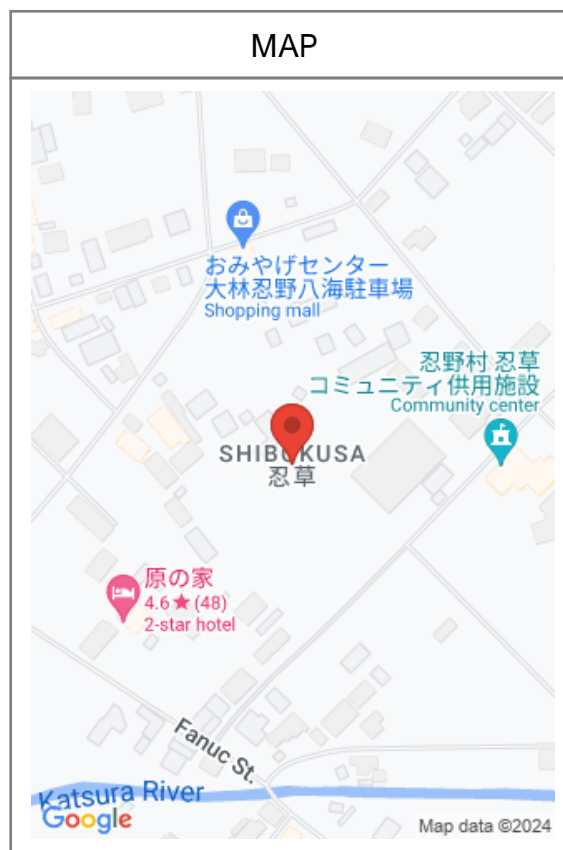 MAP
おみやげセンター
大林忍野八海駐車場
Shopping mall
忍野村 忍草
コミュニティ供用施設
Community center
SHIBOKUSA
忍草
原の家
4.6★(48)
2-star hotel
Fanuc St.
Katsura River
Google
Map data ©2024